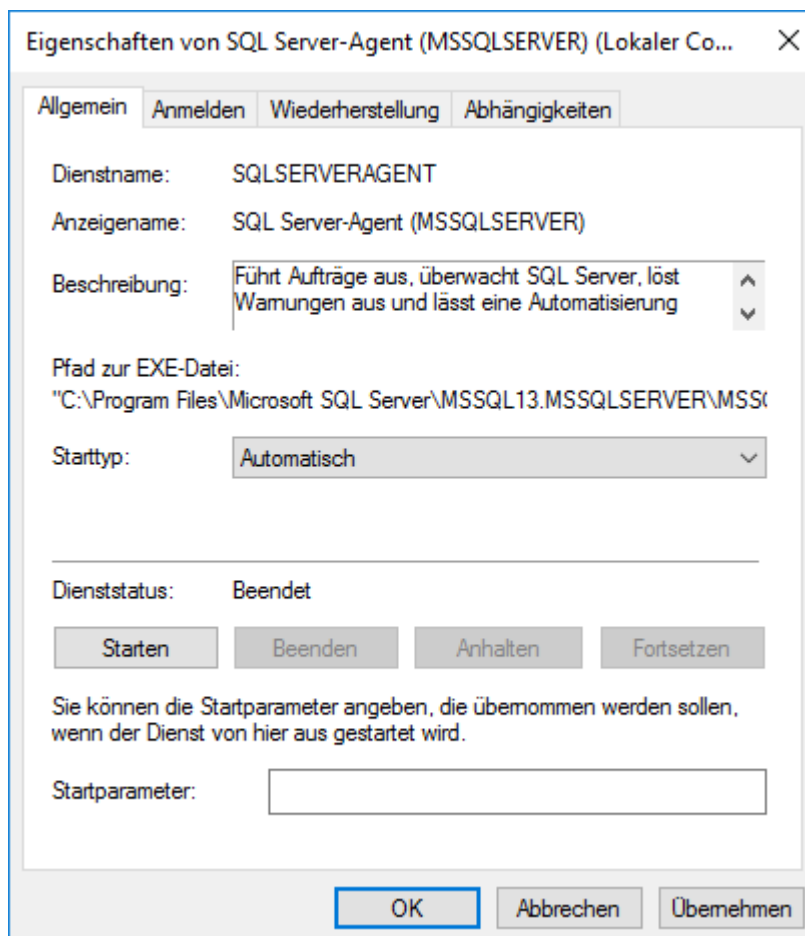 Eigenschaften von SQL Server-Agent (MSSQLSERVER) (Lokaler Co...
Allgemein Anmelden Wiederherstellung Abhängigkeiten
Dienstname: SQLSERVERAGENT
Anzeigename: SQL Server-Agent (MSSQLSERVER)
Beschreibung: Führt Aufträge aus, überwacht SQL Server, löst
Warnungen aus und lässt eine Automatisierung
Pfad zur EXE-Datei:
"C:\Program Files\Microsoft SQL Server\MSSQL13.MSSQLSERVER\MSSQ
Starttyp: Automatisch
Dienststatus: Beendet
Starten Beenden Anhalten Fortsetzen
Sie können die Startparameter angeben, die übernommen werden sollen,
wenn der Dienst von hier aus gestartet wird.
Startparameter:
OK Abbrechen Übernehmen